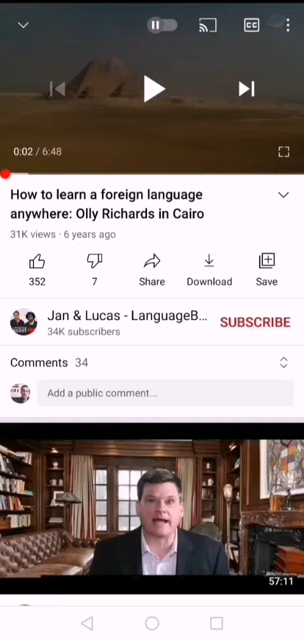 CC
0:02 / 6:48
How to learn a foreign language
anywhere: Olly Richards in Cairo
31K views · 6 years ago
352
7
Share
Download
Save
Jan & Lucas - LanguageB...
34K subscribers
SUBSCRIBE
Comments 34
Add a public comment...
57:11